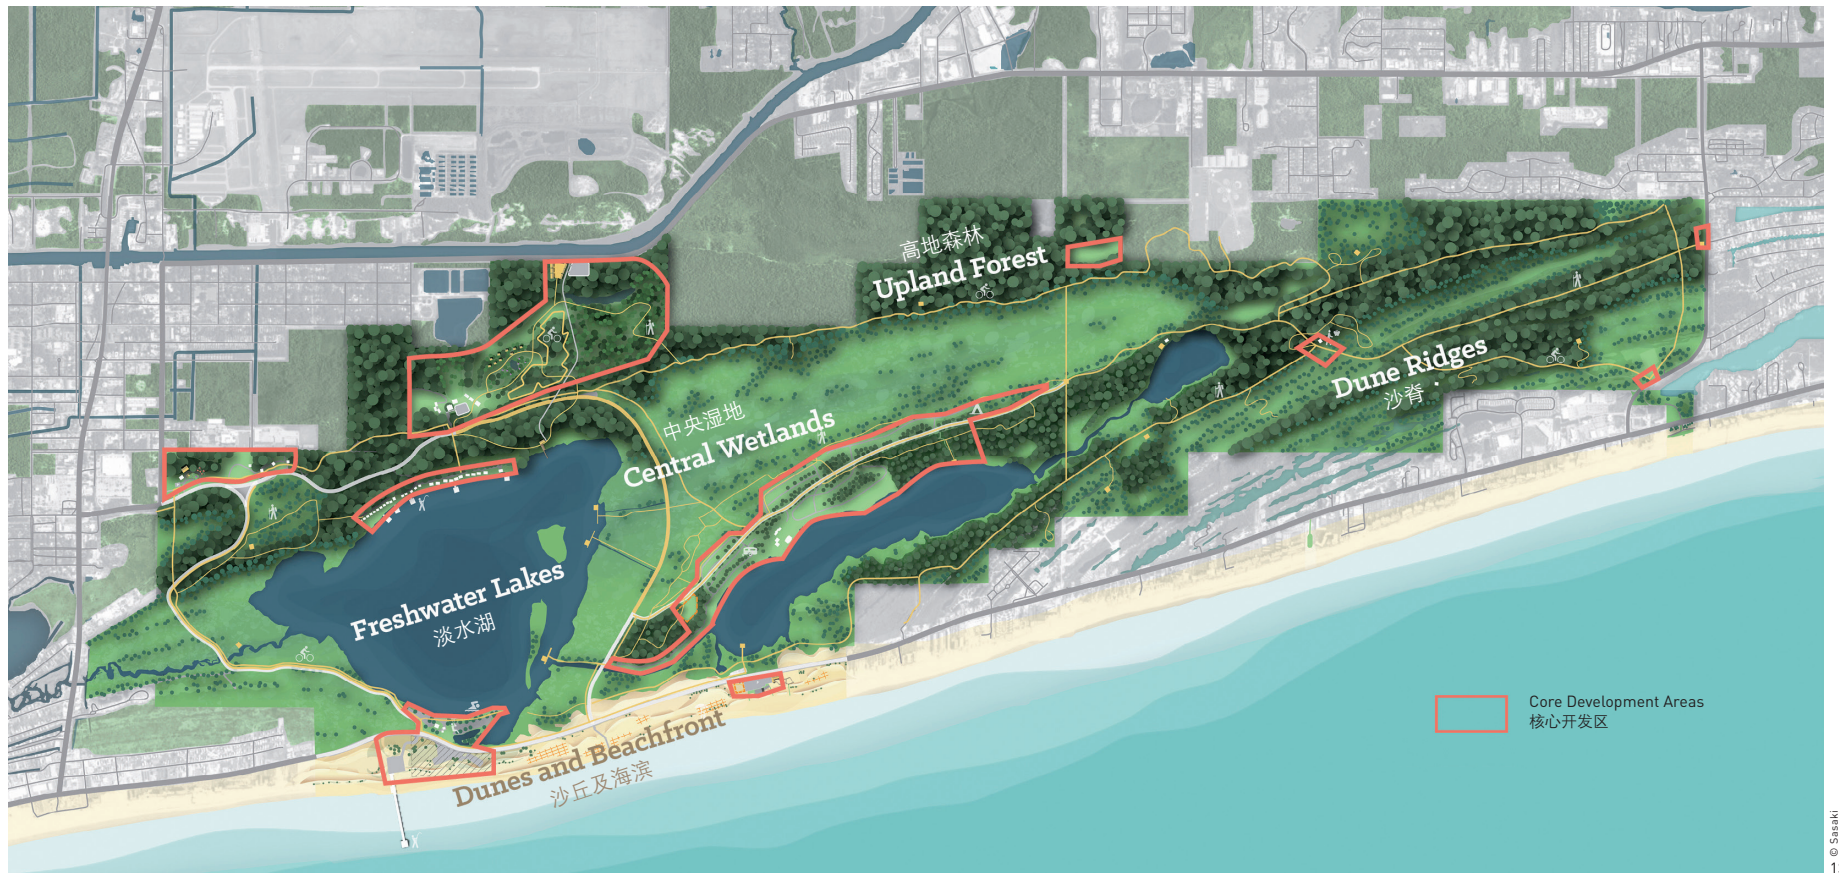 高地森林
Upland Forest
中央湿地
Central Wetlands
Dune Ridges
沙脊
Freshwater Lakes
淡水湖
Dunes and Beachfront
沙丘及海滨
Core Development Areas
核心开发区
© Sasaki